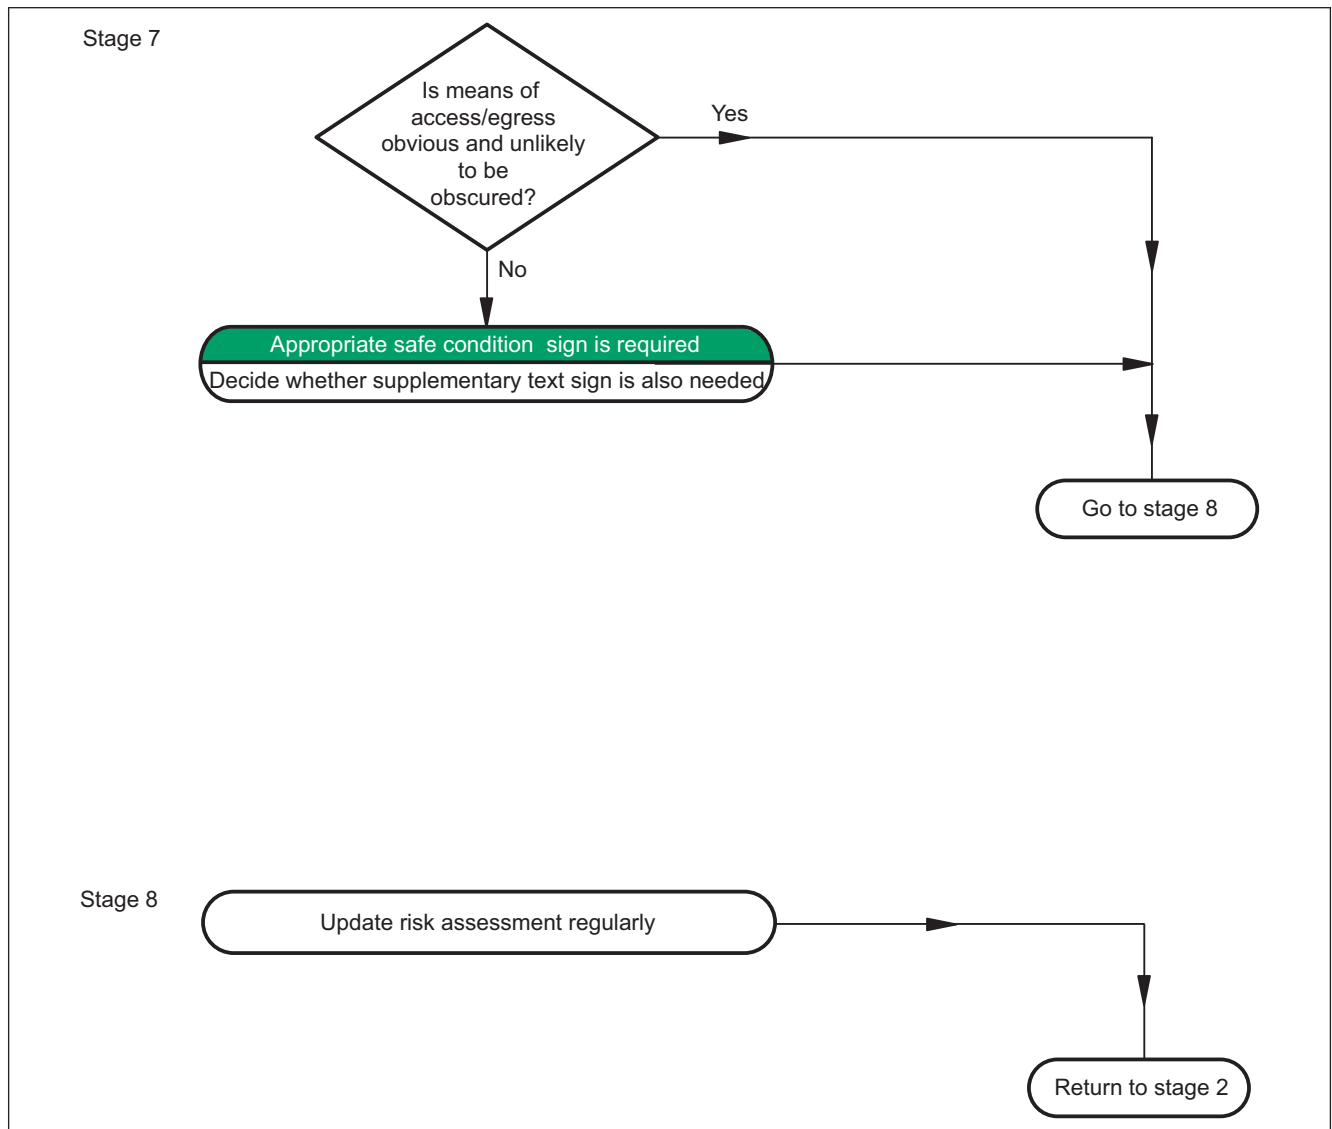 Stage 7
Is means of
access/egress
obvious and unlikely
to be
obscured?
Yes
No
Appropriate safe condition  sign is required
Decide whether supplementary text sign is also needed
Go to stage 8
Stage 8
Update risk assessment regularly
Return to stage 2